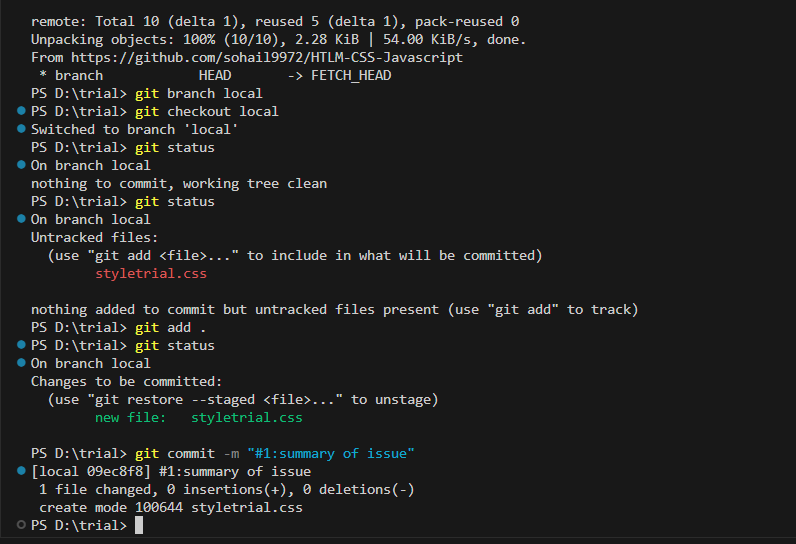 remote: Total 10 (delta 1), reused 5 (delta 1), pack-reused 0
Unpacking objects: 100% (10/10), 2.28 KiB | 54.00 KiB/s, done.
From https://github.com/sohail9972/HTLM-CSS-Javascript
 * branch            HEAD       -> FETCH_HEAD
PS D:\trial> git branch local
PS D:\trial> git checkout local
Switched to branch 'local'
PS D:\trial> git status
On branch local
nothing to commit, working tree clean
PS D:\trial> git status
On branch local
Untracked files:
  (use "git add <file>..." to include in what will be committed)
        styletrial.css
nothing added to commit but untracked files present (use "git add" to track)
PS D:\trial> git add .
PS D:\trial> git status
On branch local
Changes to be committed:
  (use "git restore --staged <file>..." to unstage)
        new file:   styletrial.css
PS D:\trial> git commit -m "#1:summary of issue"
[local 09ec8f8] #1:summary of issue
 1 file changed, 0 insertions(+), 0 deletions(-)
 create mode 100644 styletrial.css
PS D:\trial>